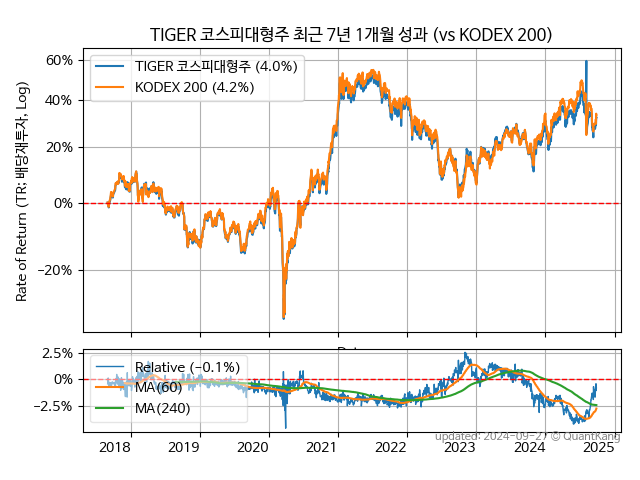 TIGER 코스피대형주 최근 7년 1개월 성과 (vs KODEX 200)
Rate of Return (TR: 배당재투자, Log)
60%
40%
20%
0%
−20%
TIGER 코스피대형주 (4.0%)
KODEX 200 (4.2%)
2.5%
0%
−2.5%
Relative (-0.1%)
MA(60)
MA(240)
2018 2019 2020 2021 2022 2023 2024 2025
updated: 2024-09-27 © QuantKang